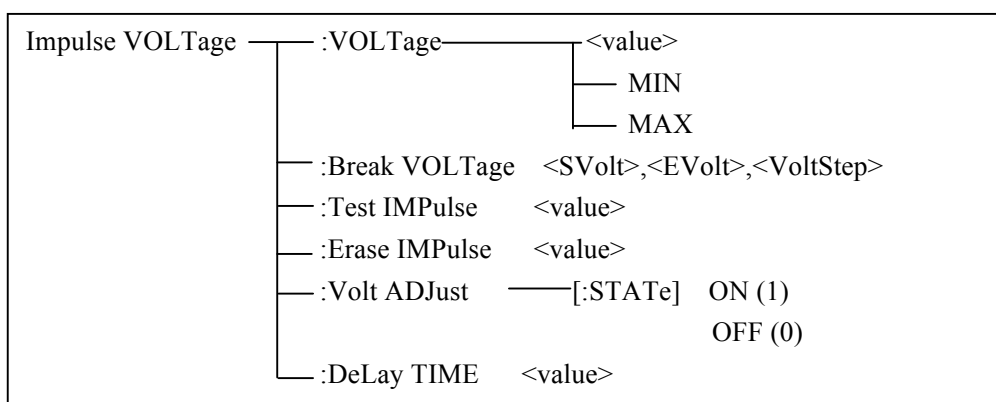 Impulse VOLTage :VOLTage <value>
MIN
MAX
:Break VOLTage <SVolt>,<EVolt>,<VoltStep>
:Test IMPulse <value>
:Erase IMPulse <value>
:Volt ADJust [:STATe] ON (1)
OFF (0)
:DeLay TIME <value>